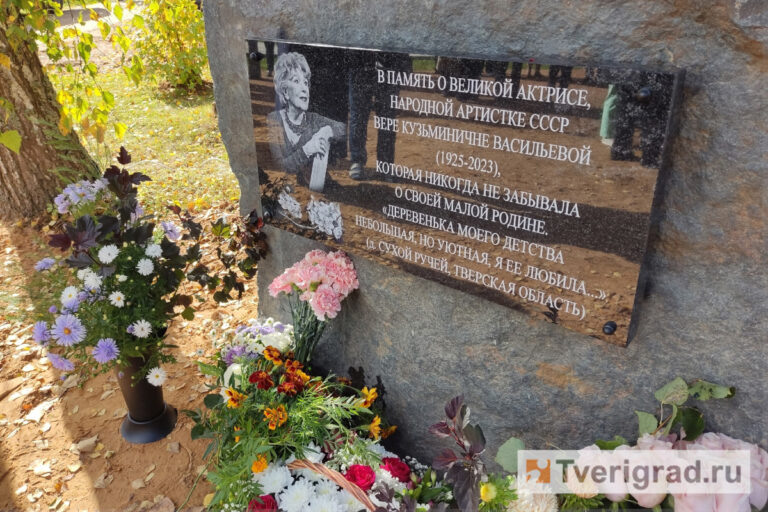 В ПАМЯТЬ О ВЕЛИКОЙ АКТРИСЕ,
НАРОДНОЙ АРТИСТКЕ СССР
ВЕРЕ КУЗЬМИНИЧНЕ ВАСИЛЬЕВОЙ
(1925-2023),
КОТОРАЯ НИКОГДА НЕ ЗАБЫВАЛА
О СВОЕЙ МАЛОЙ РОДИНЕ.
«ДЕРЕВЕНЬКА МОЕГО ДЕТСТВА
НЕБОЛЬШАЯ, НО УЮТНАЯ, Я ЕЕ ЛЮБИЛА...»
(д. СУХОЙ РУЧЕЙ, ТВЕРСКАЯ ОБЛАСТЬ)
Tverigrad.ru